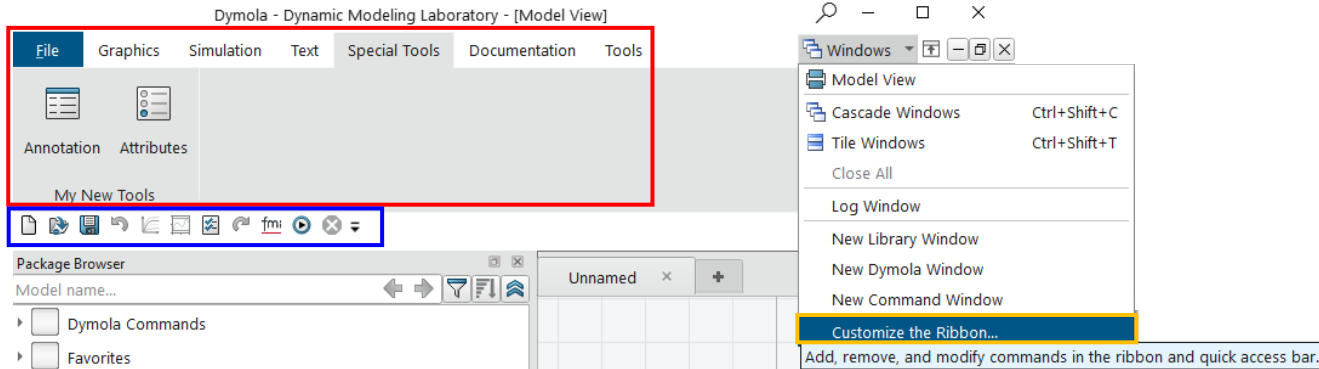 Dymola - Dynamic Modeling Laboratory - [Model View]
File Graphics Simulation Text Special Tools Documentation Tools
Windows
Annotation Attributes
My New Tools
fmi
Package Browser
Model name...
Dymola Commands
Favorites
Unnamed
Model View
Cascade Windows Ctrl+Shift+C
Tile Windows Ctrl+Shift+T
Close All
Log Window
New Library Window
New Dymola Window
New Command Window
Customize the Ribbon...
Add, remove, and modify commands in the ribbon and quick access bar.